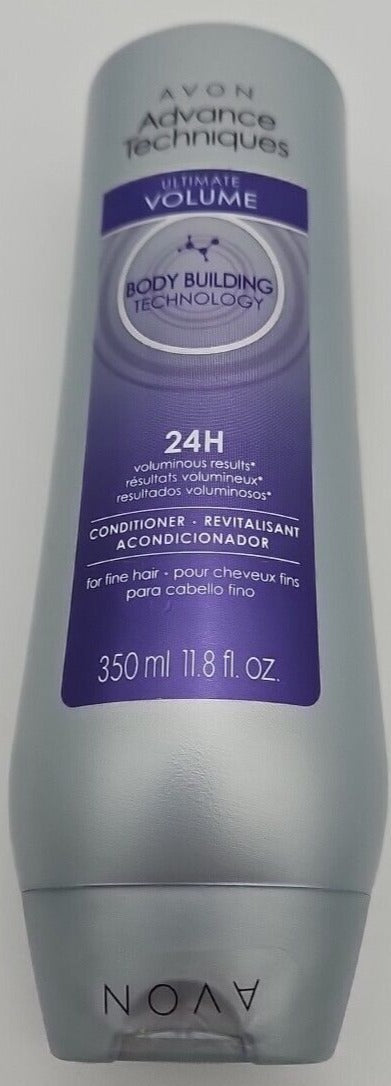 AVON
Advance
Techniques
ULTIMATE
VOLUME
BODY BUILDING
TECHNOLOGY
24H
voluminous results*
résultats volumineux*
resultados voluminosos*
CONDITIONER • REVITALISANT
ACONDICIONADOR
for fine hair • pour cheveux fins
para cabello fino
350 ml 11.8 fl. oz.
AVON